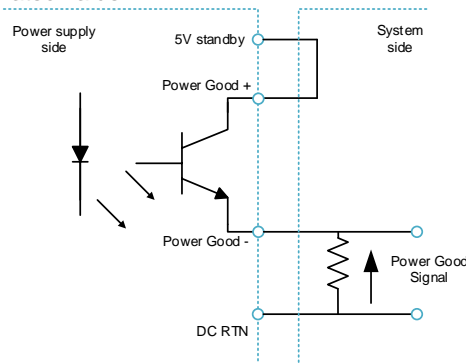 Power supply
side
System
side
5V standby
Power Good +
Power Good -
Power Good
Signal
DC RTN